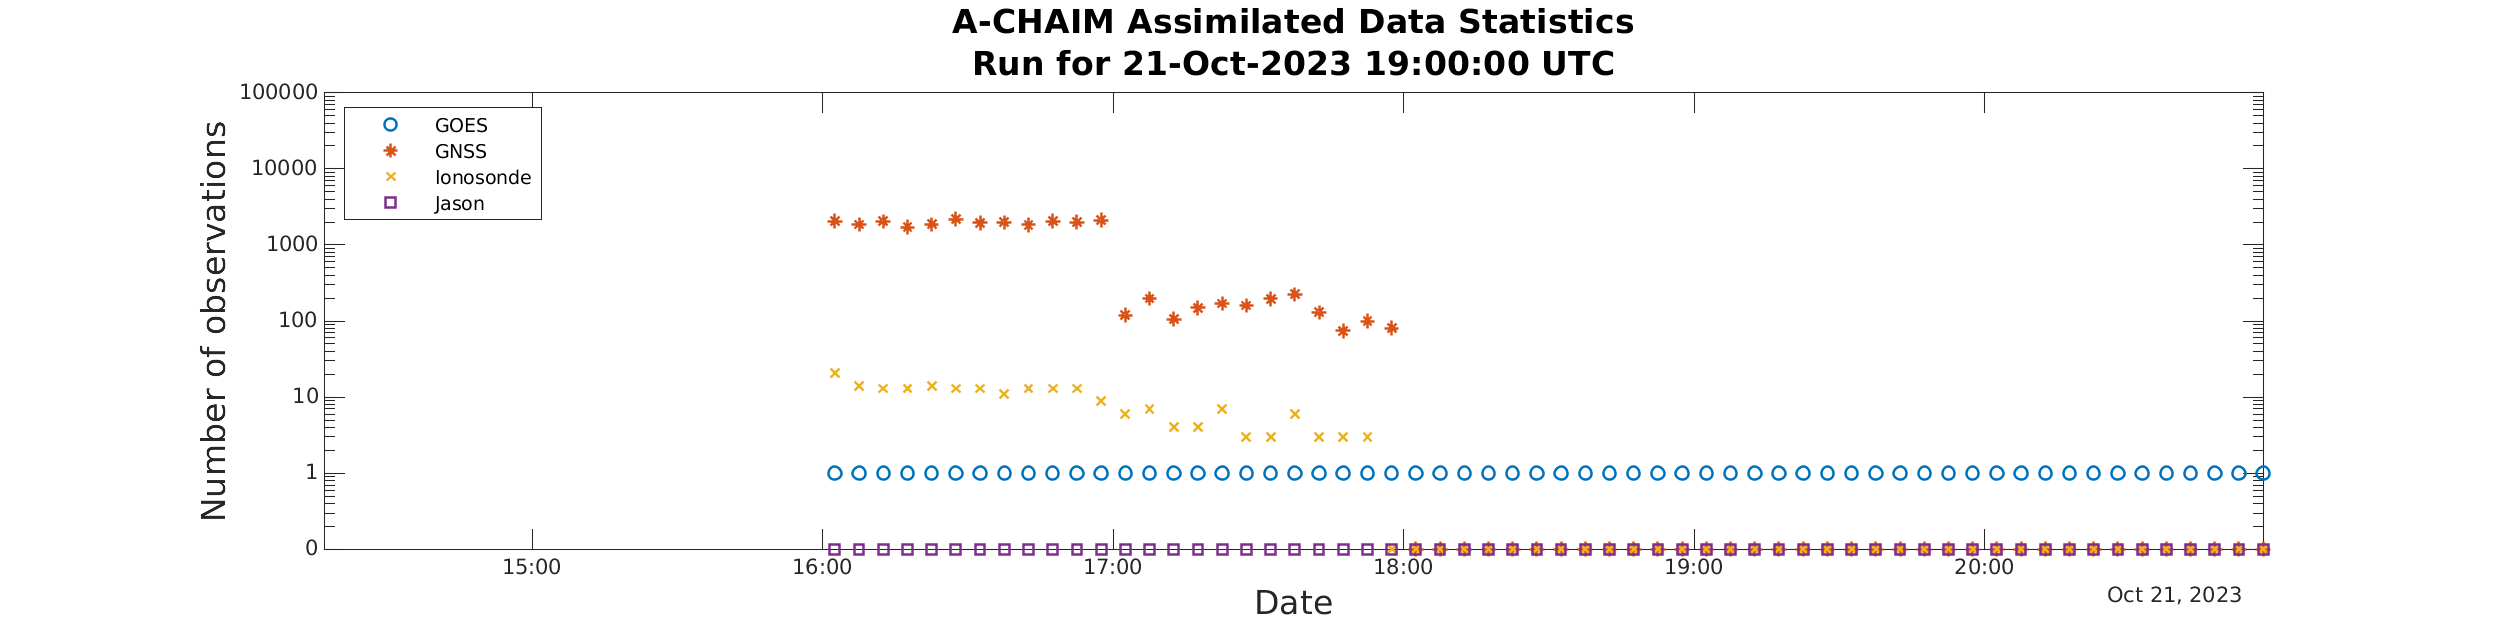 A-CHAIM Assimilated Data Statistics
Run for 21-Oct-2023 19:00:00 UTC
Number of observations
100000
10000
1000
100
10
1
0
GOES
GNSS
Ionosonde
Jason
15:00 16:00 17:00 18:00 19:00 20:00
Date
Oct 21, 2023